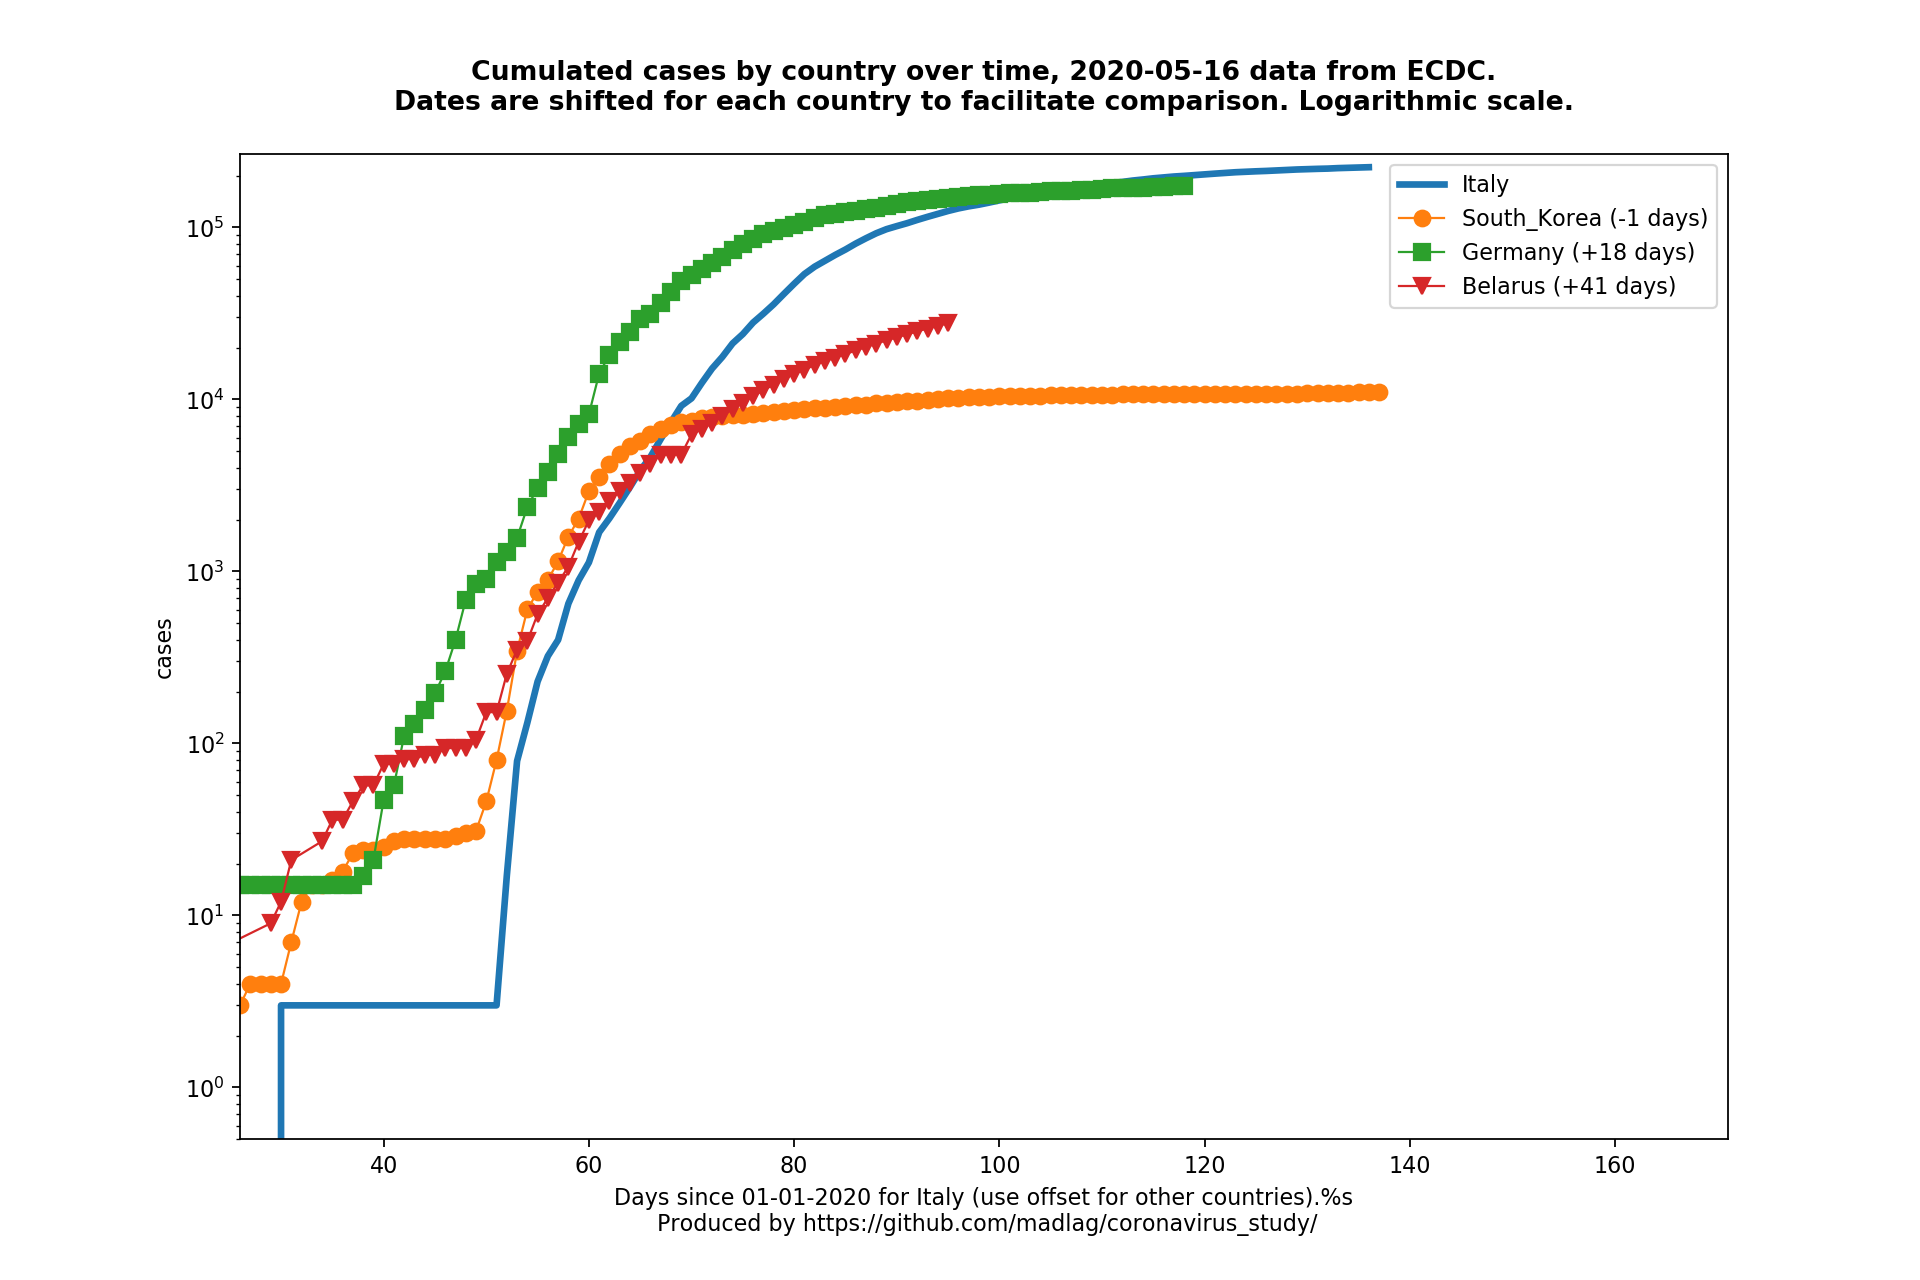 Cumulated cases by country over time, 2020-05-16 data from ECDC.
Dates are shifted for each country to facilitate comparison. Logarithmic scale.
Italy
South_Korea (-1 days)
Germany (+18 days)
Belarus (+41 days)
cases
10^5
10^4
10^3
10^2
10^1
10^0
40 60 80 100 120 140 160
Days since 01-01-2020 for Italy (use offset for other countries).%s
Produced by https://github.com/madlag/coronavirus_study/